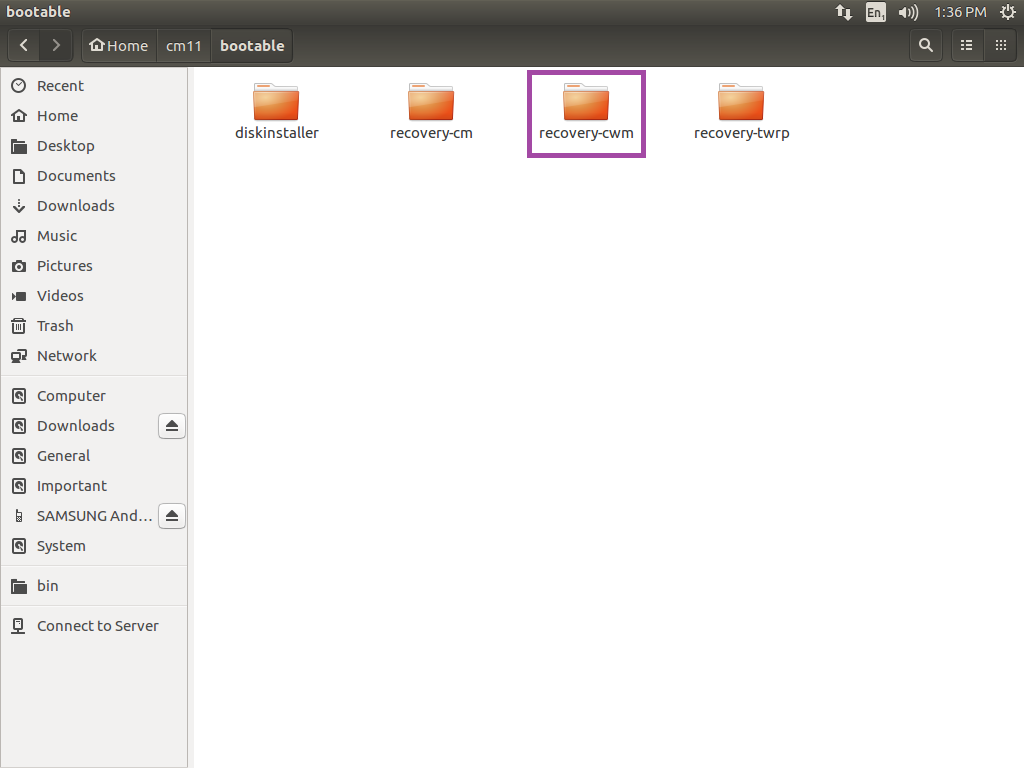 bootable
En1 1:36 PM
Home cm11 bootable
Recent
Home
Desktop
Documents
Downloads
Music
Pictures
Videos
Trash
Network
Computer
Downloads
General
Important
SAMSUNG And...
System
bin
Connect to Server
diskinstaller recovery-cm recovery-cwm recovery-twrp